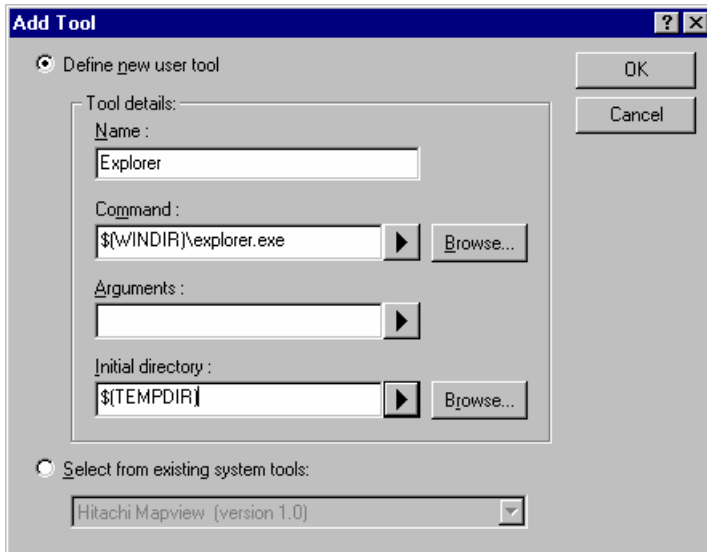 Add Tool
Define new user tool
OK
Tool details:
Cancel
Name :
Explorer
Command :
$(WINDIR)\explorer.exe
Browse...
Arguments :
Initial directory :
$(TEMPDIR)
Browse...
Select from existing system tools:
Hitachi Mapview (version 1.0)